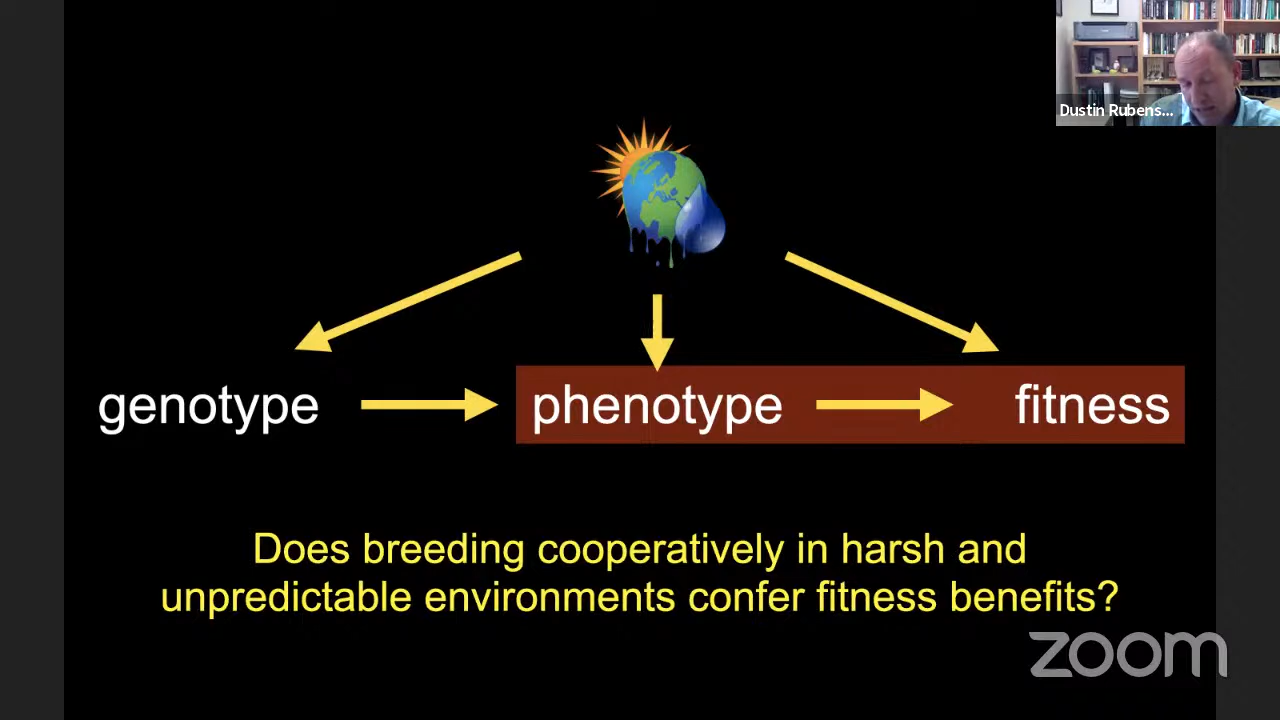 Dustin Rubens...
genotype
phenotype
fitness
Does breeding cooperatively in harsh and
unpredictable environments confer fitness benefits?
zoom